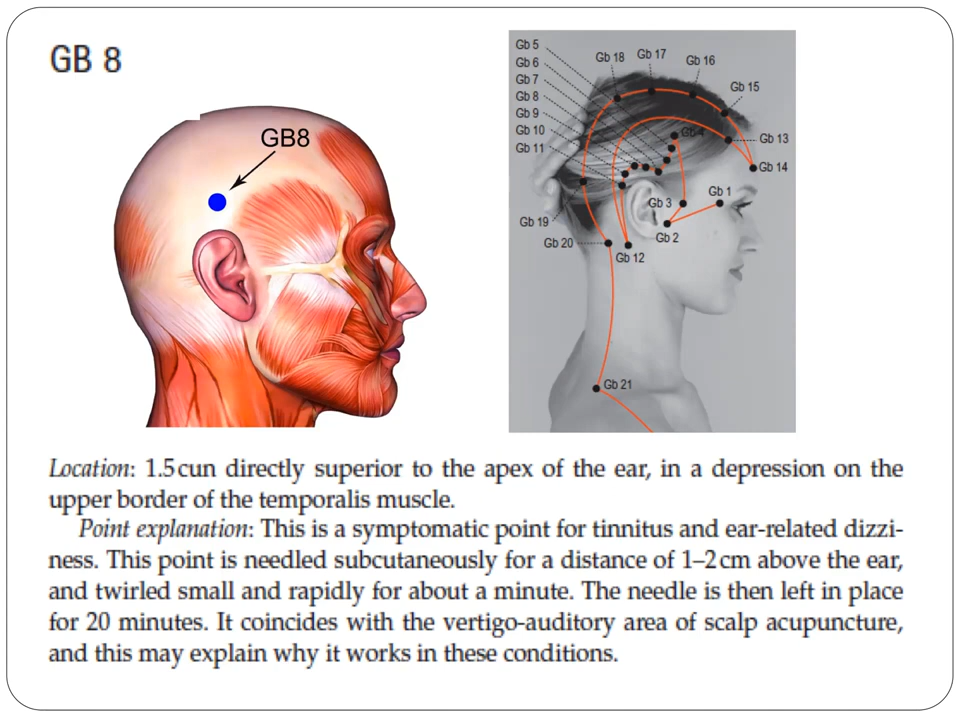 GB 8
GB8
Gb 5
Gb 6
Gb 7
Gb 8
Gb 9
Gb 10
Gb 11
Gb 18
Gb 17
Gb 16
Gb 15
Gb 4
Gb 13
Gb 14
Gb 1
Gb 3
Gb 2
Gb 19
Gb 20
Gb 12
Gb 21
Location: 1.5 cun directly superior to the apex of the ear, in a depression on the
upper border of the temporalis muscle.
Point explanation: This is a symptomatic point for tinnitus and ear-related dizzi-
ness. This point is needled subcutaneously for a distance of 1–2 cm above the ear,
and twirled small and rapidly for about a minute. The needle is then left in place
for 20 minutes. It coincides with the vertigo-auditory area of scalp acupuncture,
and this may explain why it works in these conditions.